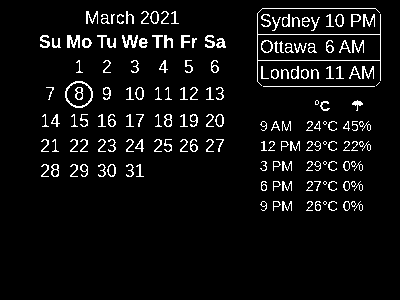 March 2021
Su Mo Tu We Th Fr Sa
1 2 3 4 5 6
7 8 9 10 11 12 13
14 15 16 17 18 19 20
21 22 23 24 25 26 27
28 29 30 31
Sydney 10 PM
Ottawa 6 AM
London 11 AM
°C ☂
9 AM 24°C 45%
12 PM 29°C 22%
3 PM 29°C 0%
6 PM 27°C 0%
9 PM 26°C 0%